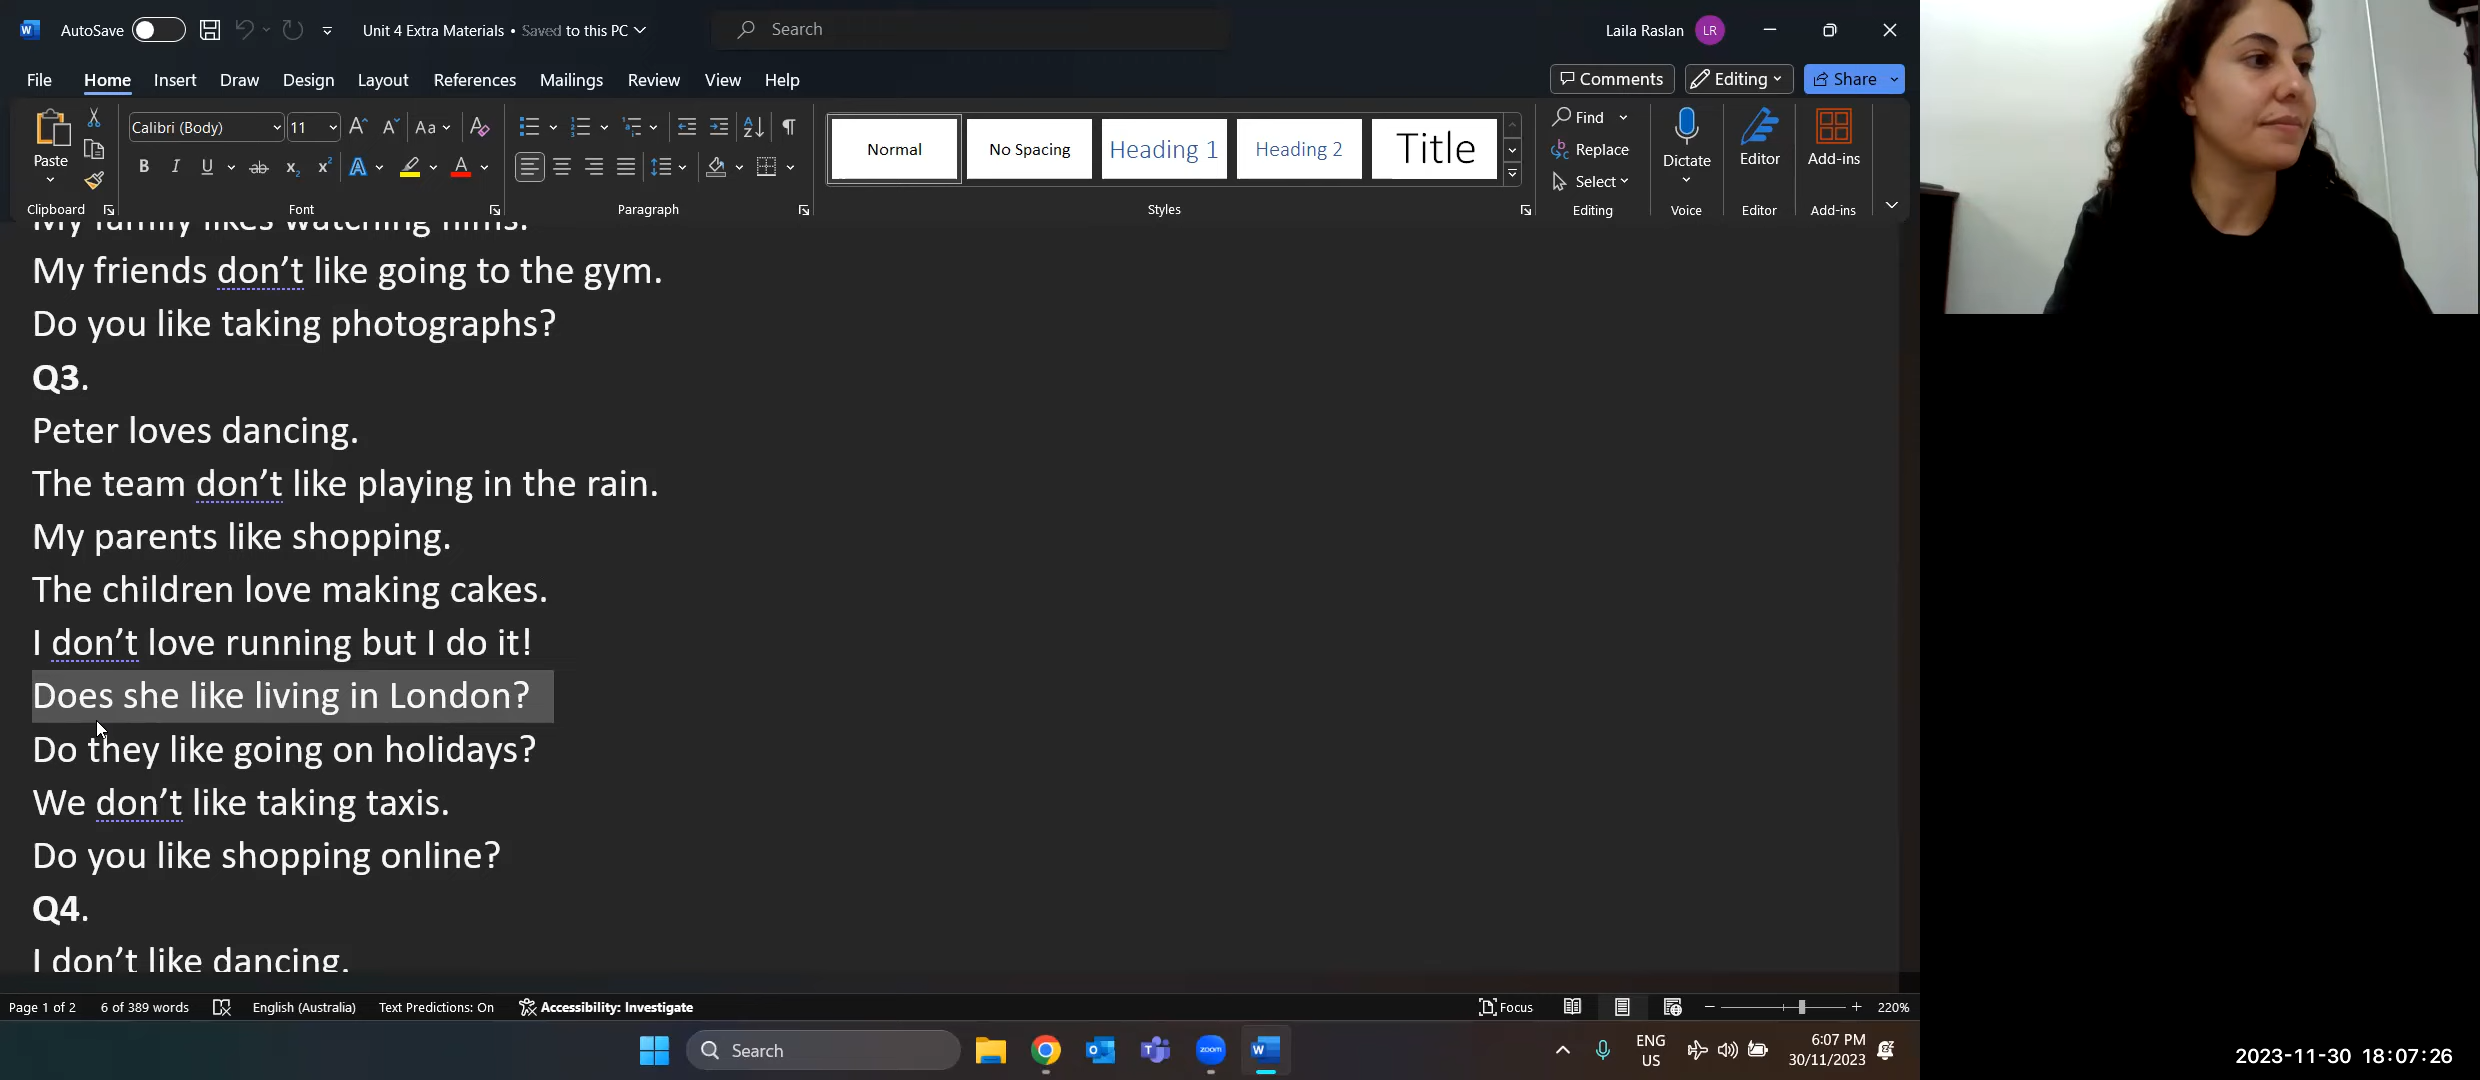 AutoSave
Unit 4 Extra Materials • Saved to this PC
Search
Laila Raslan
LR
File Home Insert Draw Design Layout References Mailings Review View Help
Comments
Editing
Share
Paste
Clipboard
Calibri (Body)
11
Font
Paragraph
Normal
No Spacing
Heading 1
Heading 2
Title
Styles
Find
Replace
Select
Editing
Dictate
Voice
Editor
Editor
Add-ins
Add-ins
My family likes watching films.
My friends don’t like going to the gym.
Do you like taking photographs?
Q3.
Peter loves dancing.
The team don’t like playing in the rain.
My parents like shopping.
The children love making cakes.
I don’t love running but I do it!
Does she like living in London?
Do they like going on holidays?
We don’t like taking taxis.
Do you like shopping online?
Q4.
I don’t like dancing.
Page 1 of 2 6 of 389 words English (Australia) Text Predictions: On Accessibility: Investigate
Focus
220%
Search
zoom
ENG
US
6:07 PM
30/11/2023
2023-11-30 18:07:26